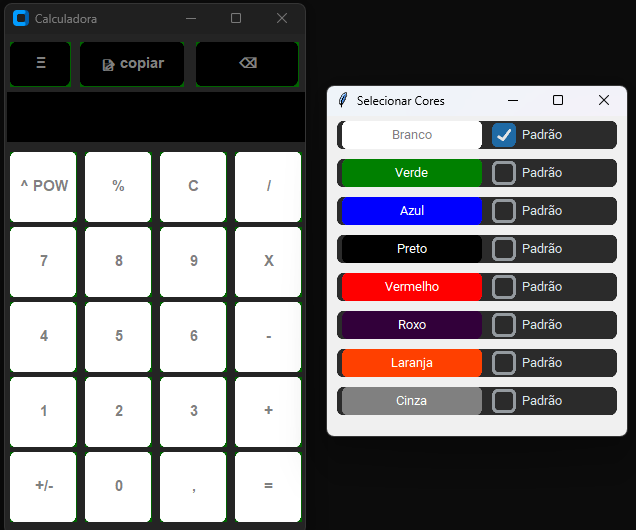 Calculadora
☰ copiar ⌫
^ POW % C /
7 8 9 X
4 5 6 -
1 2 3 +
+/- 0 , =
Selecionar Cores
Branco Padrão
Verde Padrão
Azul Padrão
Preto Padrão
Vermelho Padrão
Roxo Padrão
Laranja Padrão
Cinza Padrão